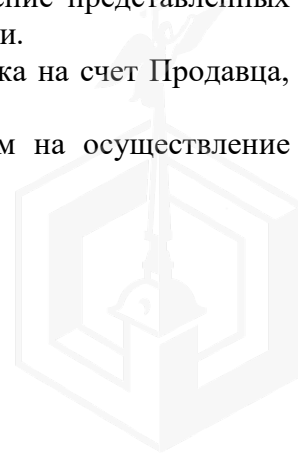 ение представленных
и.
ка на счет Продавца,
м на осуществление